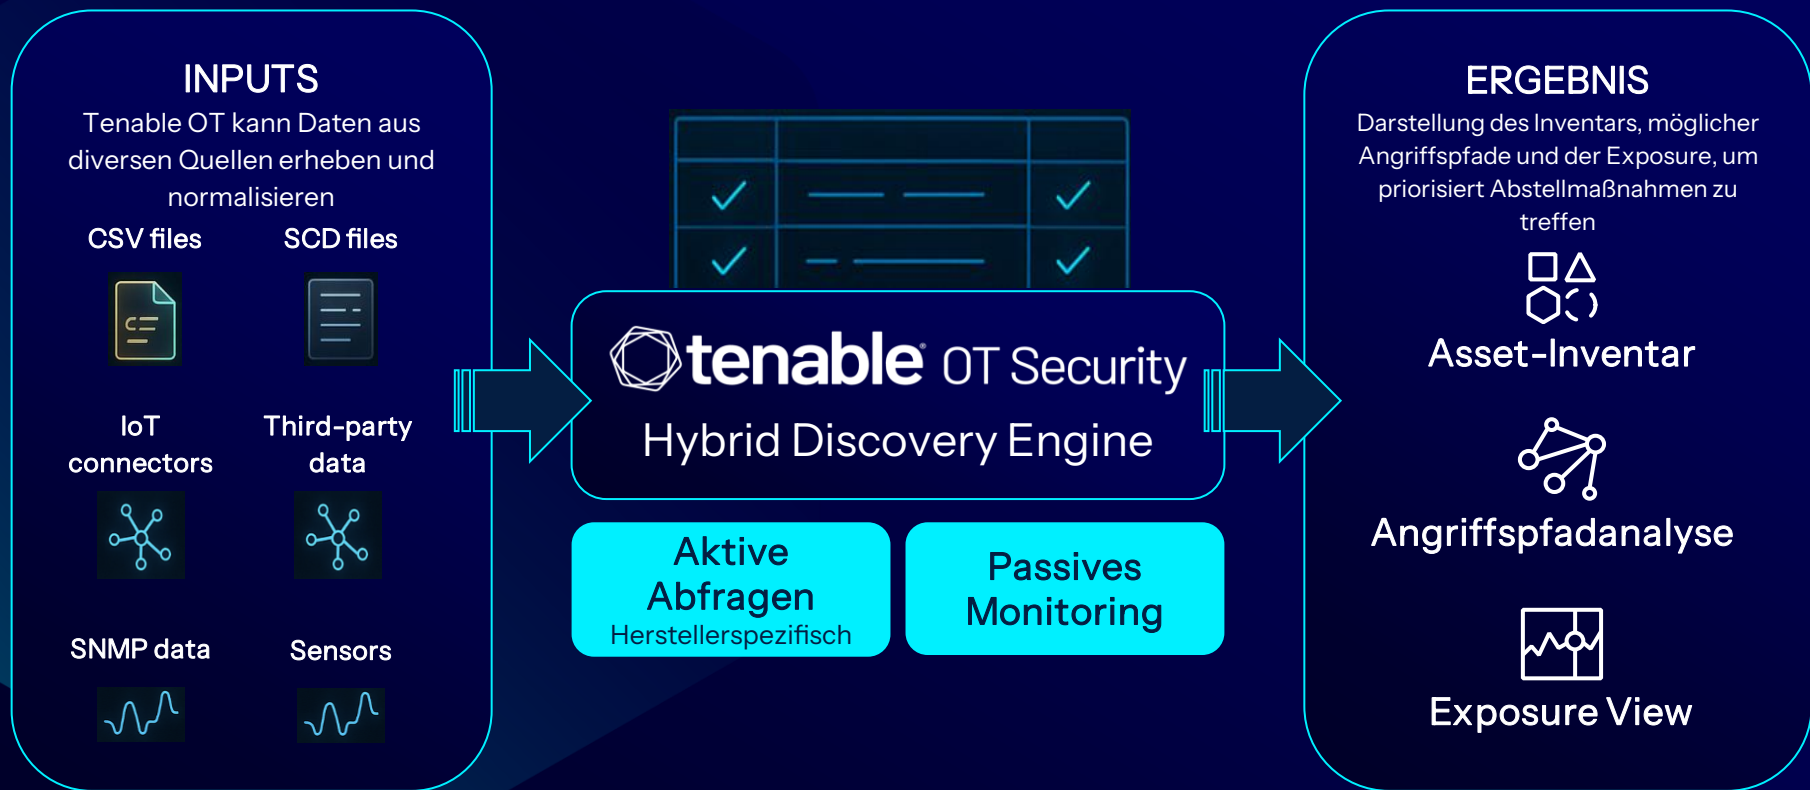 INPUTS
Tenable OT kann Daten aus
diversen Quellen erheben und
normalisieren
CSV files
SCD files
IoT
connectors
Third-party
data
SNMP data
Sensors
tenable® OT Security
Hybrid Discovery Engine
Aktive
Abfragen
Herstellerspezifisch
Passives
Monitoring
ERGEBNIS
Darstellung des Inventars, möglicher
Angriffspfade und der Exposure, um
priorisiert Abstellmaßnahmen zu
treffen
Asset-Inventar
Angriffspfadanalyse
Exposure View